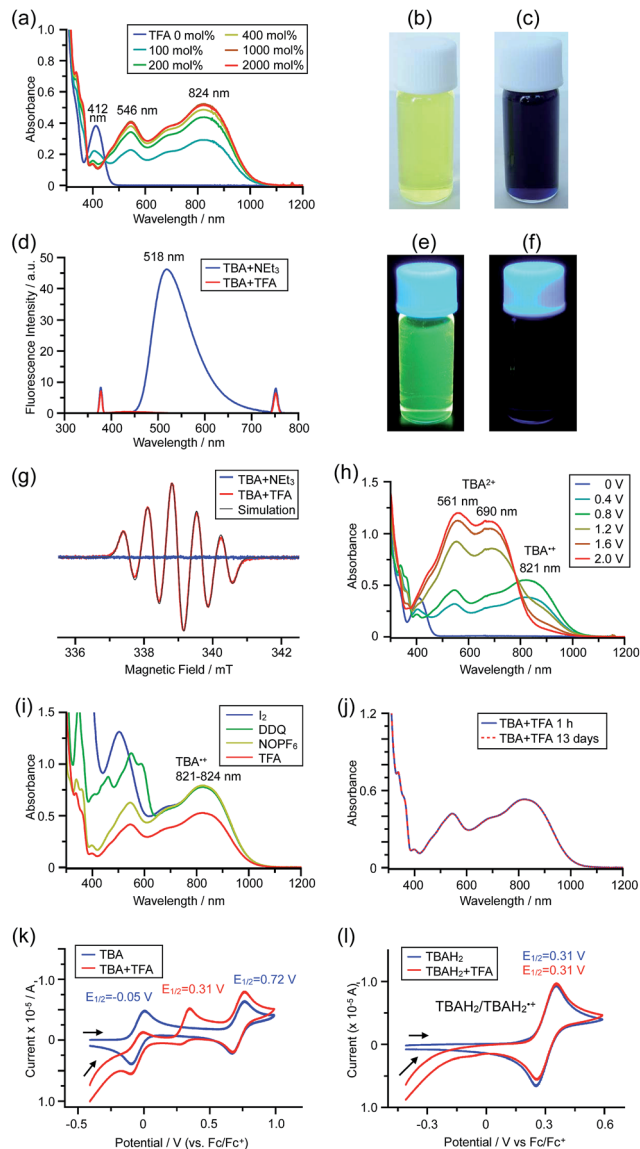 (a)
TFA 0 mol%
100 mol%
200 mol%
400 mol%
1000 mol%
2000 mol%
412
nm
546 nm
824 nm
1.0
0.8
0.6
0.4
0.2
0
Absorbance
400 600 800 1000 1200
Wavelength / nm
(b)
(c)
(d)
518 nm
TBA+NEt₃
TBA+TFA
50
40
30
20
10
0
Fluorescence Intensity / a.u.
300 400 500 600 700 800
Wavelength / nm
(e)
(f)
(g)
TBA+NEt₃
TBA+TFA
Simulation
336 338 340 342
Magnetic Field / mT
(h)
TBA²⁺
561 nm
690 nm
TBA•⁺
821 nm
0 V
0.4 V
0.8 V
1.2 V
1.6 V
2.0 V
1.5
1.0
0.5
0
Absorbance
300 400 600 800 1000 1200
Wavelength / nm
(i)
I₂
DDQ
NOPF₆
TFA
TBA•⁺
821-824 nm
1.5
1.0
0.5
0
Absorbance
400 600 800 1000 1200
Wavelength / nm
(j)
TBA+TFA 1 h
TBA+TFA 13 days
1.2
0.8
0.4
0
Absorbance
400 600 800 1000 1200
Wavelength / nm
(k)
TBA
TBA+TFA
E1/2=-0.05 V
E1/2=0.31 V
E1/2=0.72 V
1.0
0
1.0
Current x 10⁻⁵ / A
-0.5 0 0.5 1.0
Potential / V (vs. Fc/Fc⁺)
(l)
TBAH₂
TBAH₂+TFA
E1/2=0.31 V
E1/2=0.31 V
TBAH₂/TBAH₂•⁺
1.0
0
1.0
Current x 10⁻⁵ A)
-0.3 0 0.3 0.6
Potential / V vs Fc/Fc⁺